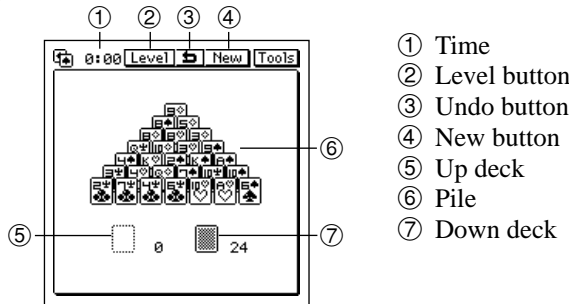 ① ② ③ ④
0:00 Level New Tools
⑥
⑤ 0 24 ⑦
① Time
② Level button
③ Undo button
④ New button
⑤ Up deck
⑥ Pile
⑦ Down deck